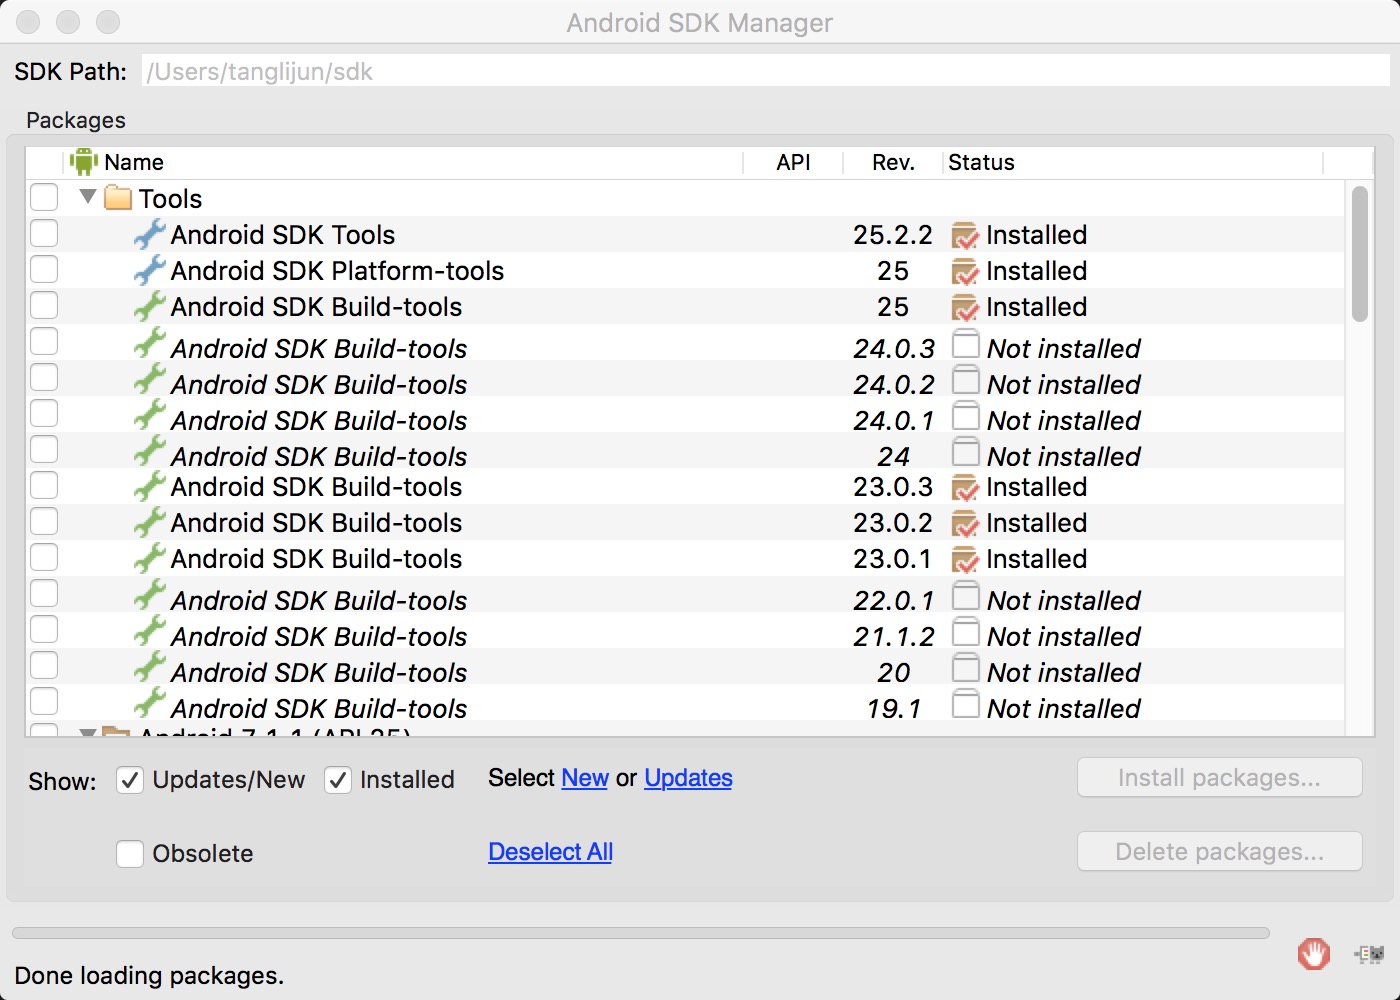 Android SDK Manager
SDK Path: /Users/tanglijun/sdk
Packages
Name API Rev. Status
Tools
Android SDK Tools 25.2.2 Installed
Android SDK Platform-tools 25 Installed
Android SDK Build-tools 25 Installed
Android SDK Build-tools 24.0.3 Not installed
Android SDK Build-tools 24.0.2 Not installed
Android SDK Build-tools 24.0.1 Not installed
Android SDK Build-tools 24 Not installed
Android SDK Build-tools 23.0.3 Installed
Android SDK Build-tools 23.0.2 Installed
Android SDK Build-tools 23.0.1 Installed
Android SDK Build-tools 22.0.1 Not installed
Android SDK Build-tools 21.1.2 Not installed
Android SDK Build-tools 20 Not installed
Android SDK Build-tools 19.1 Not installed
Android 7.1.1 (API 25)
Show: Updates/New Installed Select New or Updates Install packages...
Obsolete Deselect All Delete packages...
Done loading packages.